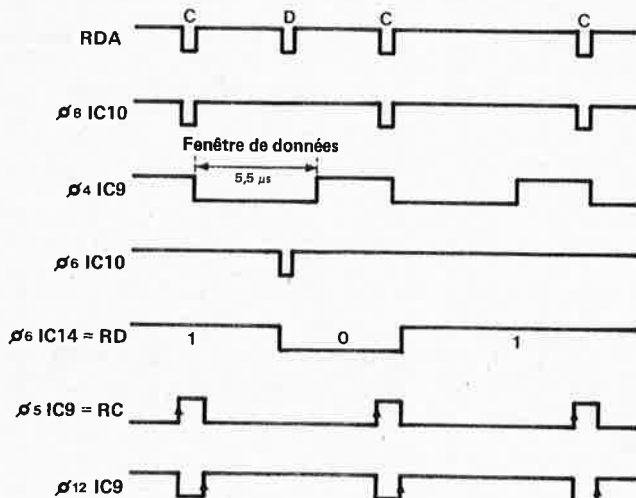 C D C C
RDA
ø8 IC10
Fenêtre de données
5,5 µs
ø4 IC9
ø6 IC10
ø6 IC14 = RD
1 0 1
ø5 IC9 = RC
ø12 IC9